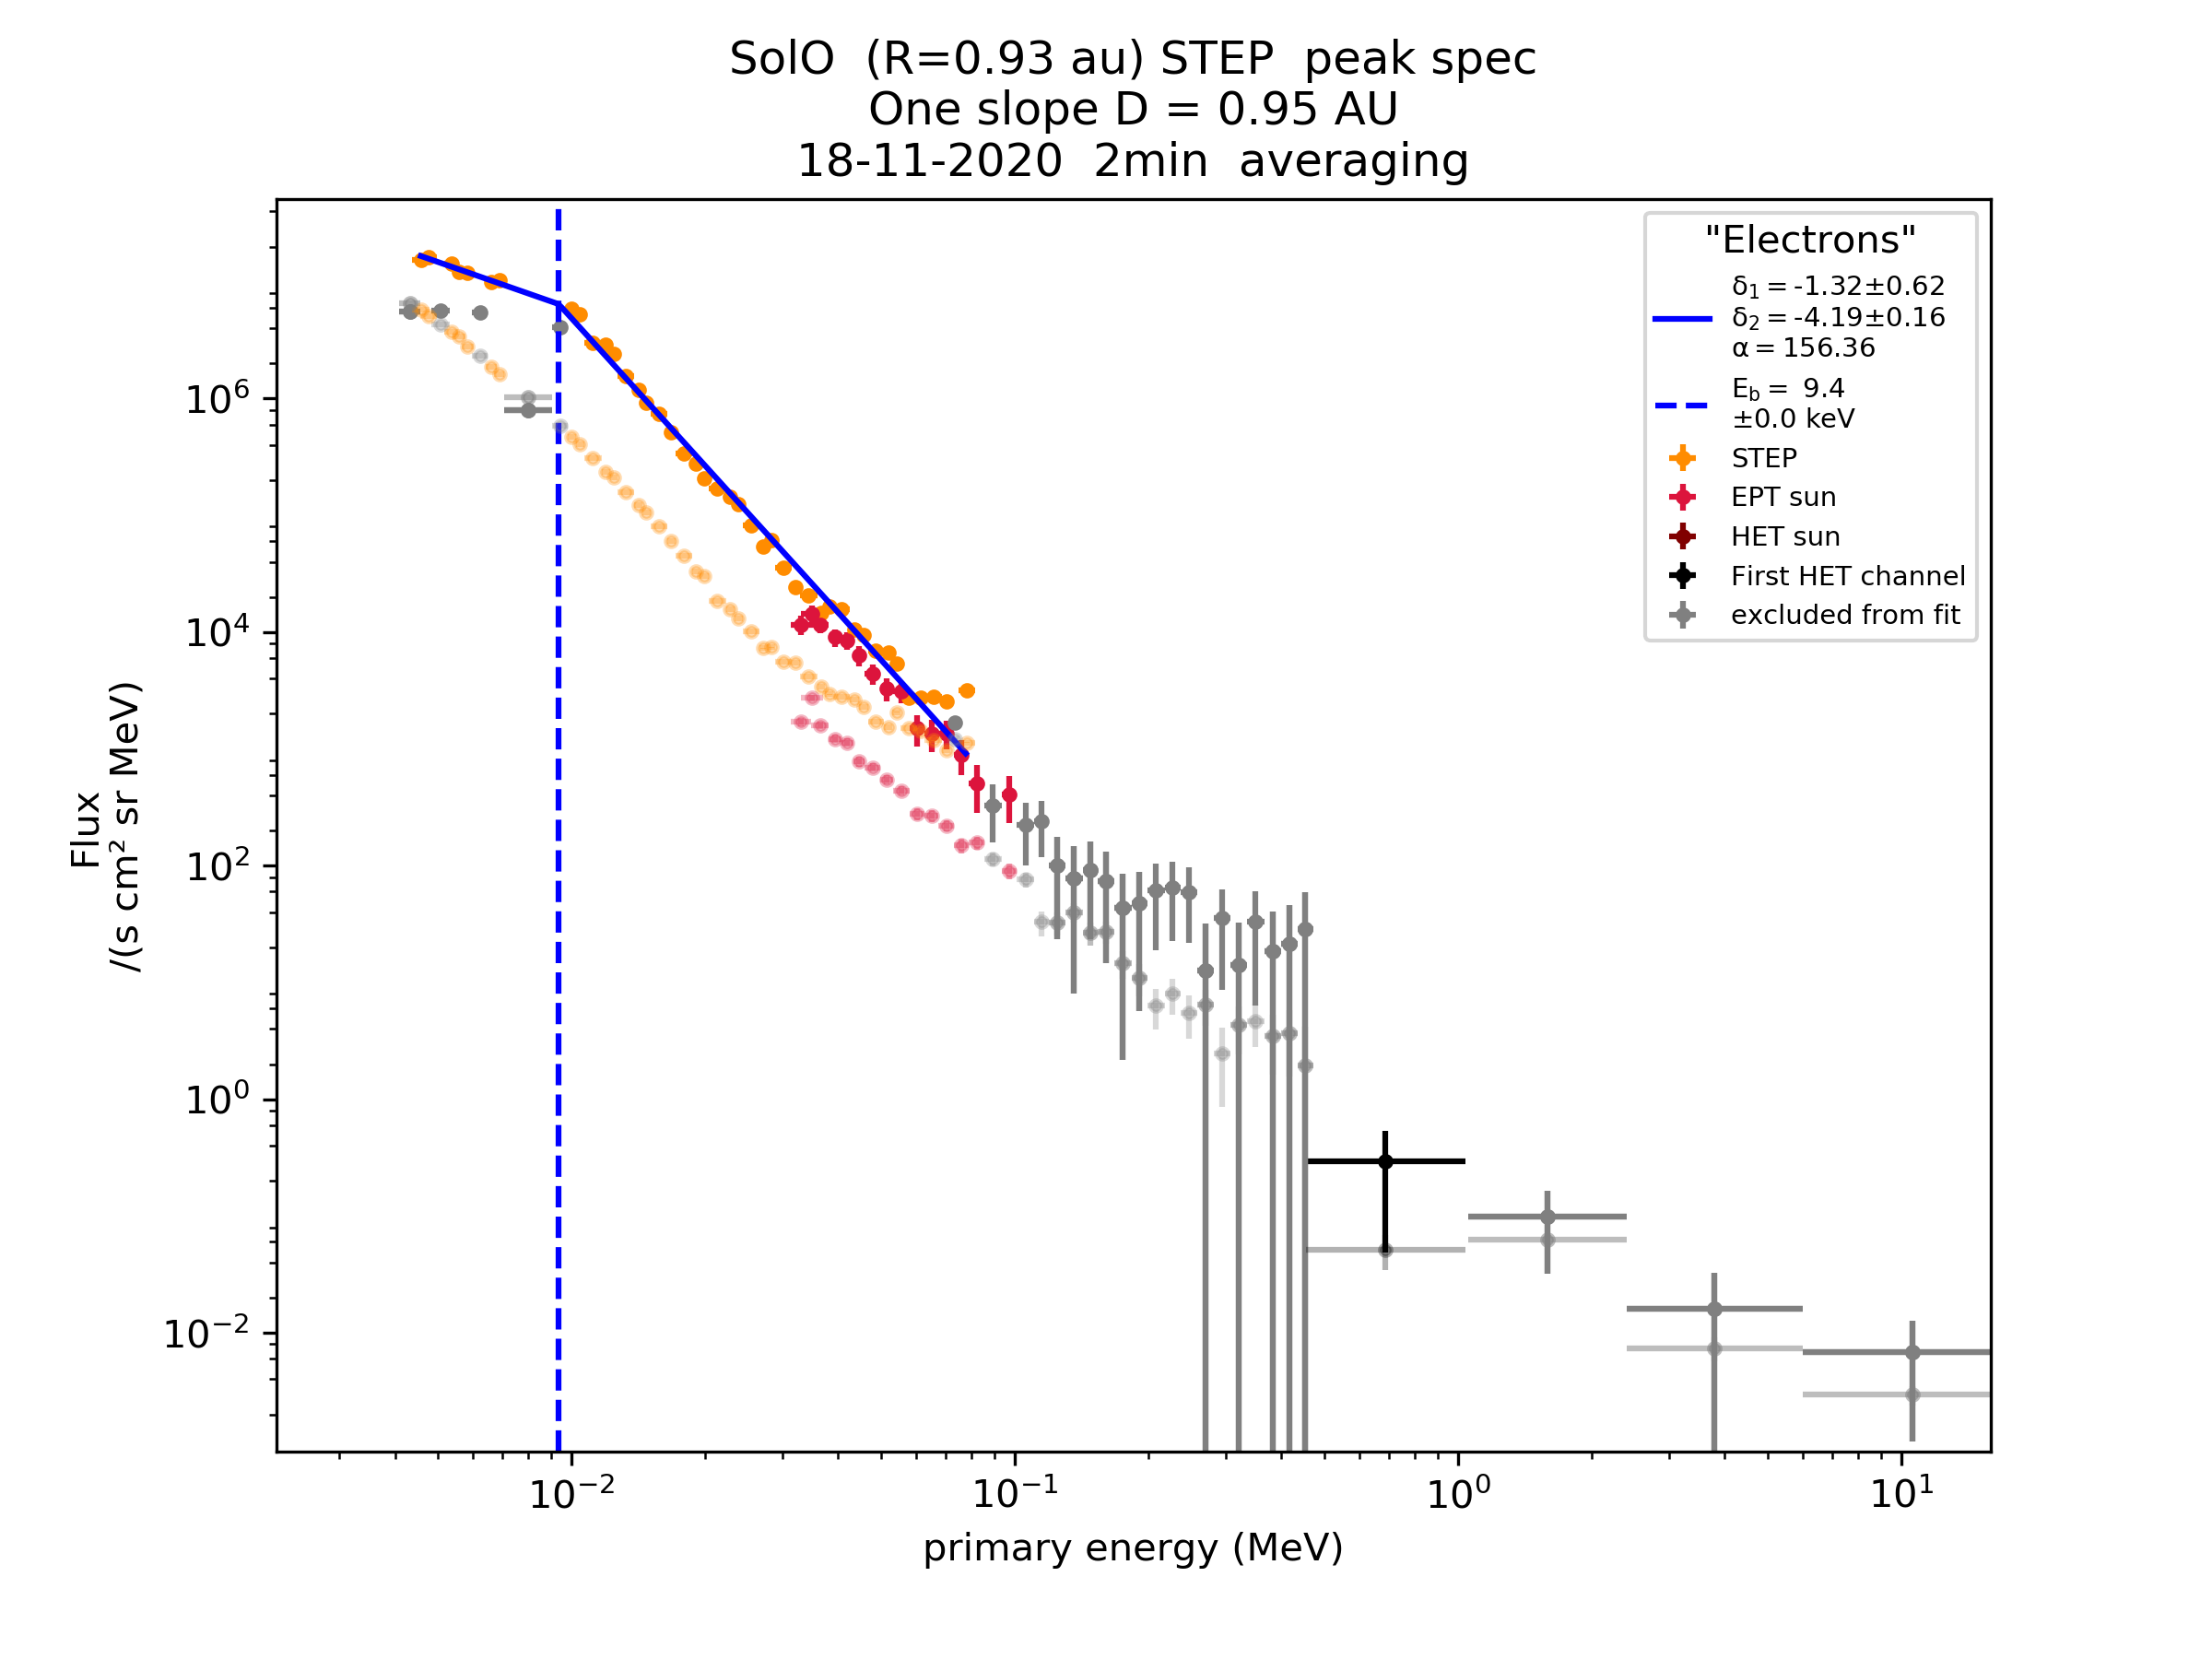 SolO  (R=0.93 au) STEP  peak spec
One slope D = 0.95 AU
18-11-2020  2min  averaging
"Electrons"
δ₁ = -1.32±0.62
δ₂ = -4.19±0.16
α = 156.36
E_b =  9.4
±0.0 keV
STEP
EPT sun
HET sun
First HET channel
excluded from fit
Flux
/(s cm² sr MeV)
10⁶
10⁴
10²
10⁰
10⁻²
10⁻²
10⁻¹
10⁰
10¹
primary energy (MeV)